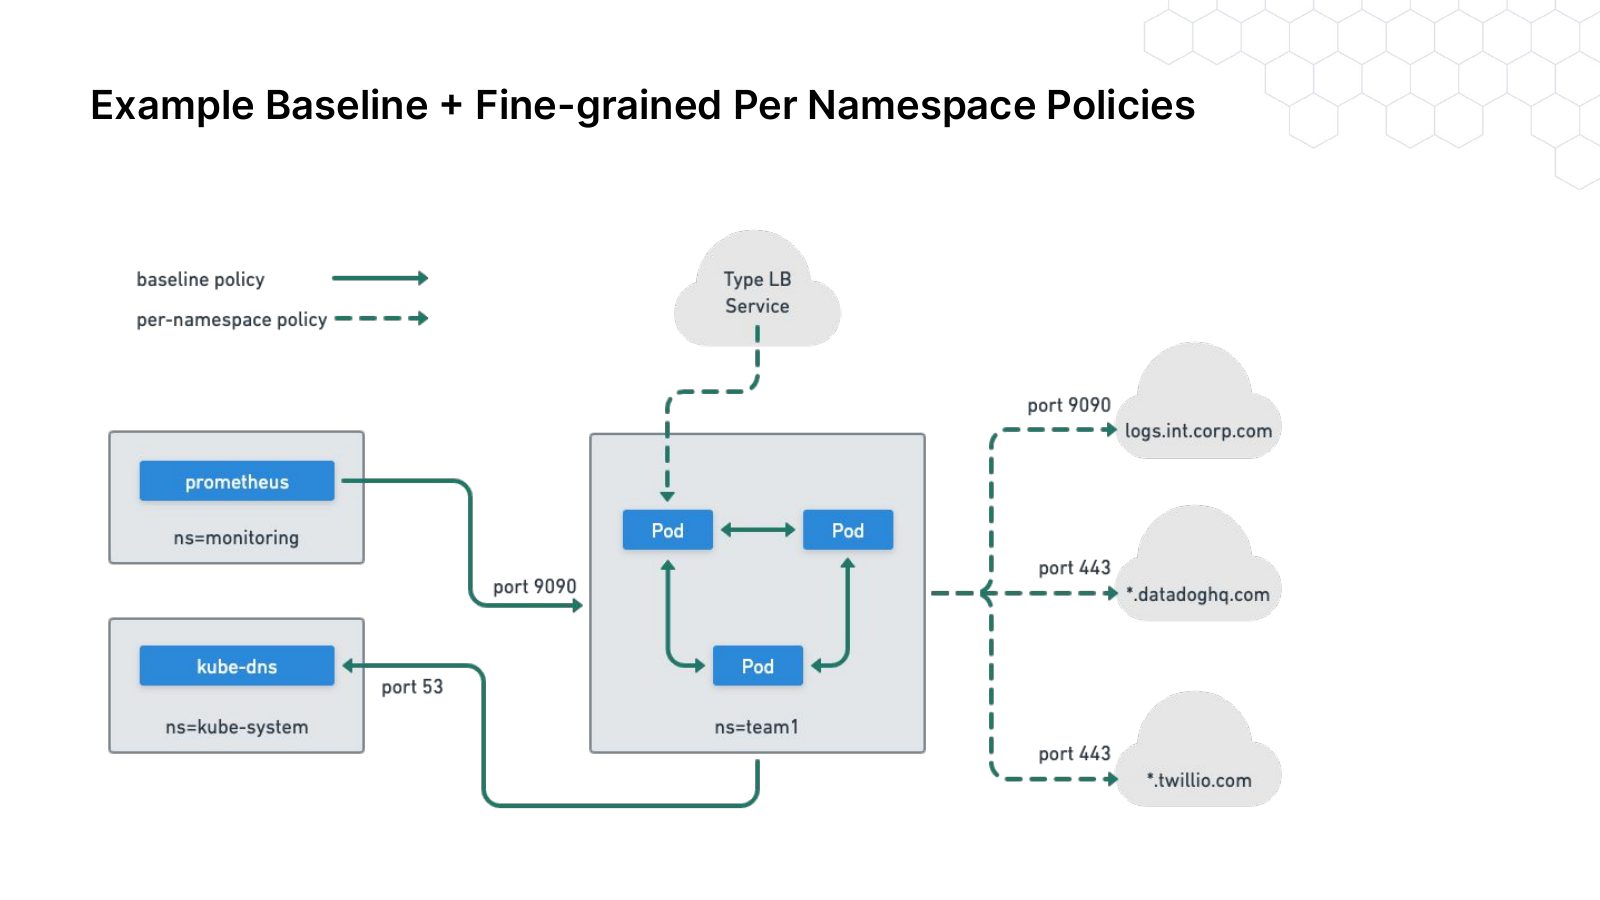 Example Baseline + Fine-grained Per Namespace Policies
baseline policy
per-namespace policy
Type LB
Service
prometheus
ns=monitoring
port 9090
kube-dns
port 53
ns=kube-system
Pod
Pod
Pod
ns=team1
port 9090
logs.int.corp.com
port 443
*.datadoghq.com
port 443
*.twillio.com